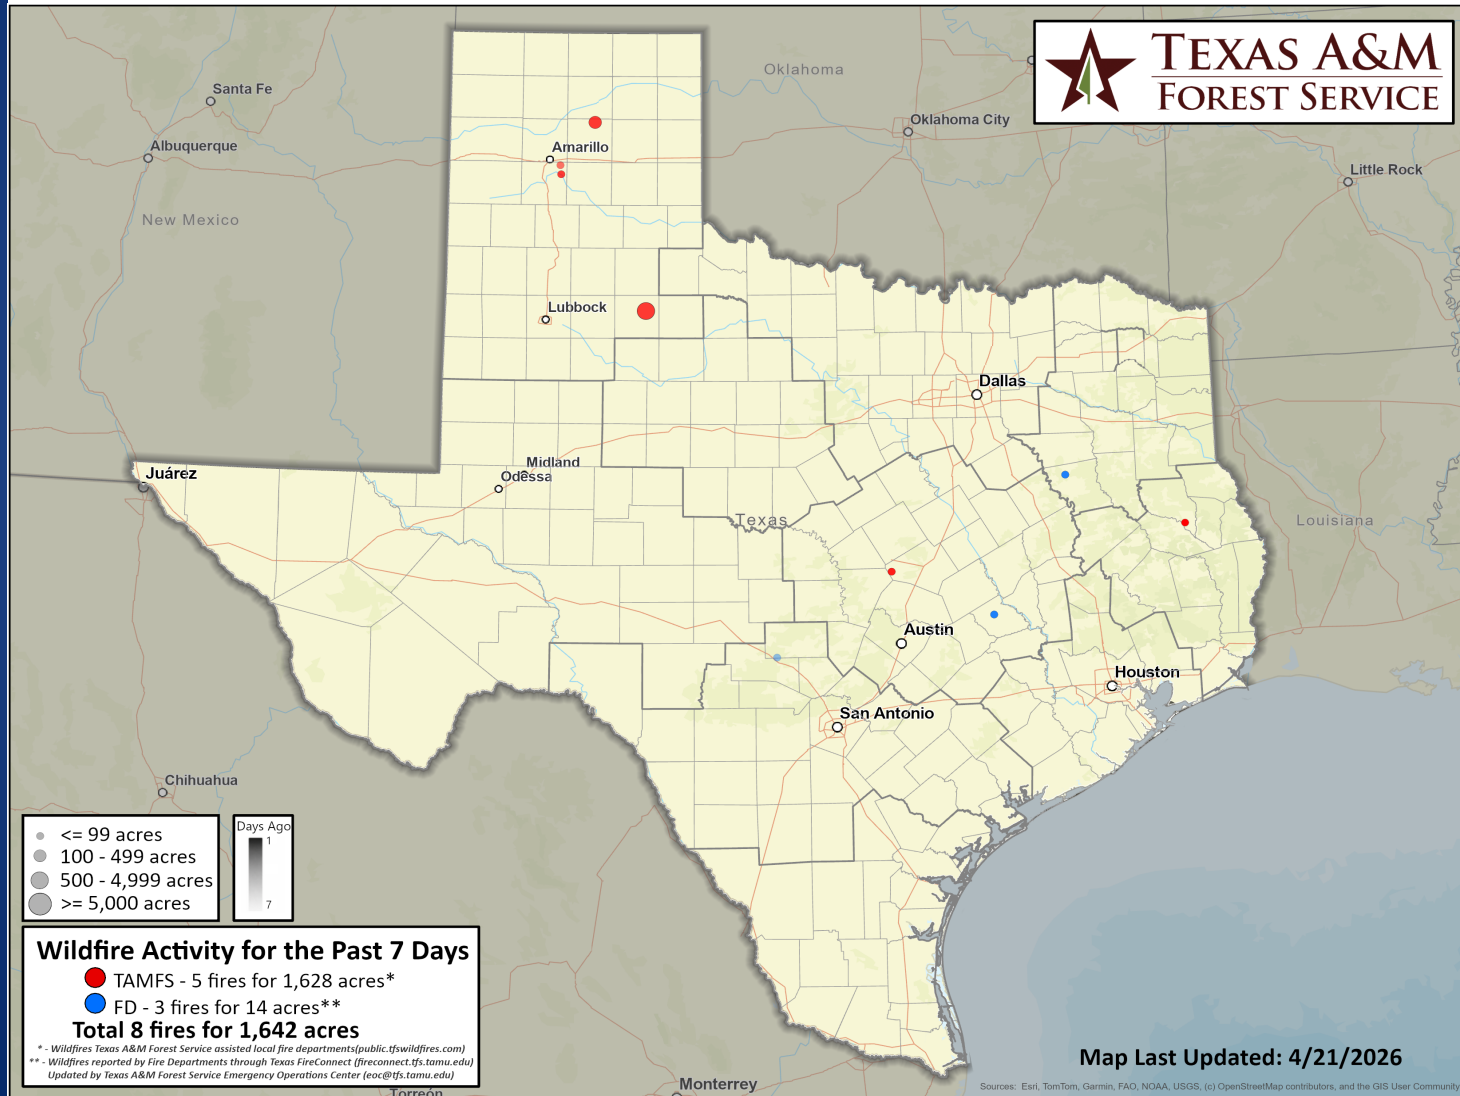 TEXAS A&M
FOREST SERVICE
Oklahoma
Santa Fe
Oklahoma City
Albuquerque
Amarillo
Little Rock
New Mexico
Lubbock
Dallas
Midland
Odessa
Juárez
Texas
Louisiana
Austin
Houston
San Antonio
Chihuahua
<= 99 acres
100 - 499 acres
500 - 4,999 acres
>= 5,000 acres
Days Ago
1
7
Wildfire Activity for the Past 7 Days
TAMFS - 5 fires for 1,628 acres*
FD - 3 fires for 14 acres**
Total 8 fires for 1,642 acres
* - Wildfires Texas A&M Forest Service assisted local fire departments(public.tfswildfires.com)
** - Wildfires reported by Fire Departments through Texas FireConnect (fireconnect.tfs.tamu.edu)
Updated by Texas A&M Forest Service Emergency Operations Center (eoc@tfs.tamu.edu)
Map Last Updated: 4/21/2026
Sources: Esri, TomTom, Garmin, FAO, NOAA, USGS, (c) OpenStreetMap contributors, and the GIS User Community
Monterrey
Torreón